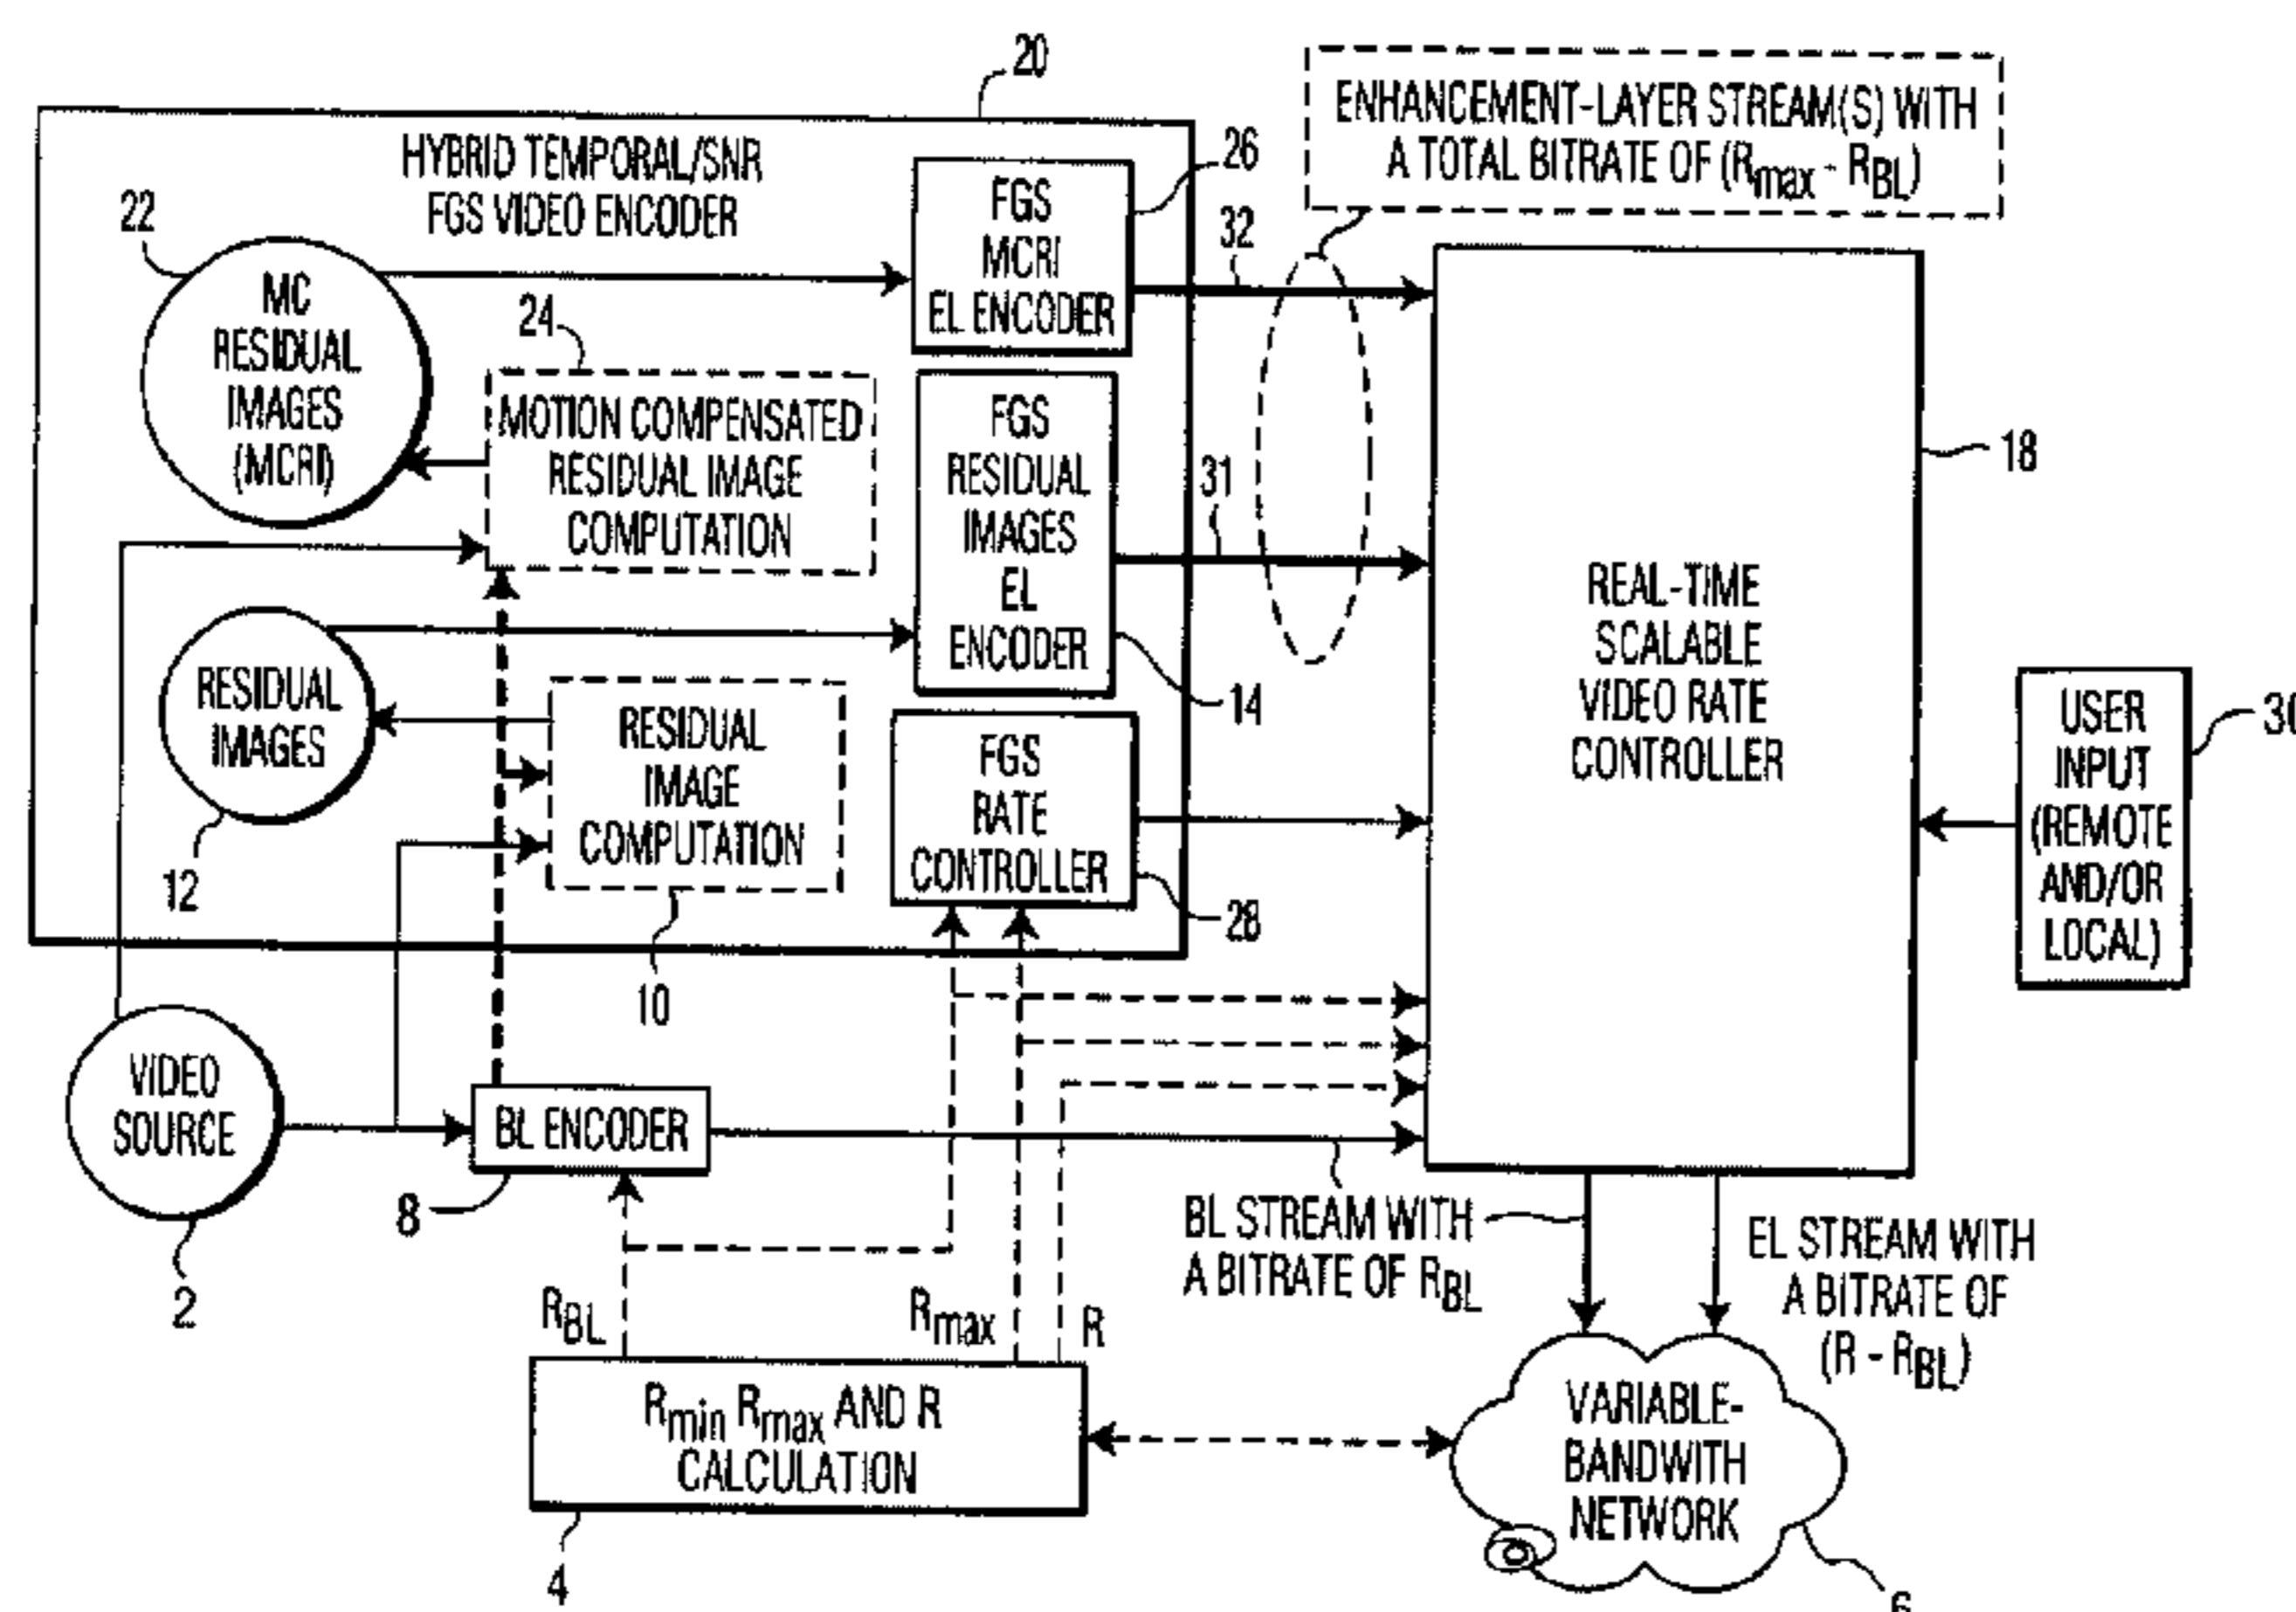 20
HYBRID TEMPORAL/SNR
FGS VIDEO ENCODER
22
MC
RESIDUAL
IMAGES
(MCRI)
24
MOTION COMPENSATED
RESIDUAL IMAGE
COMPUTATION
FGS
MCRI
EL ENCODER
26
32
ENHANCEMENT-LAYER STREAM(S) WITH
A TOTAL BITRATE OF (Rmax - RBL)
FGS
RESIDUAL
IMAGES
EL
ENCODER
31
14
RESIDUAL
IMAGES
12
RESIDUAL
IMAGE
COMPUTATION
10
FGS
RATE
CONTROLLER
28
REAL-TIME
SCALABLE
VIDEO RATE
CONTROLLER
18
USER
INPUT
(REMOTE
AND/OR
LOCAL)
30
VIDEO
SOURCE
2
BL ENCODER
8
BL STREAM WITH
A BITRATE OF RBL
EL STREAM WITH
A BITRATE OF
(R - RBL)
RBL
Rmax
R
Rmin Rmax AND R
CALCULATION
4
VARIABLE-
BANDWITH
NETWORK
6